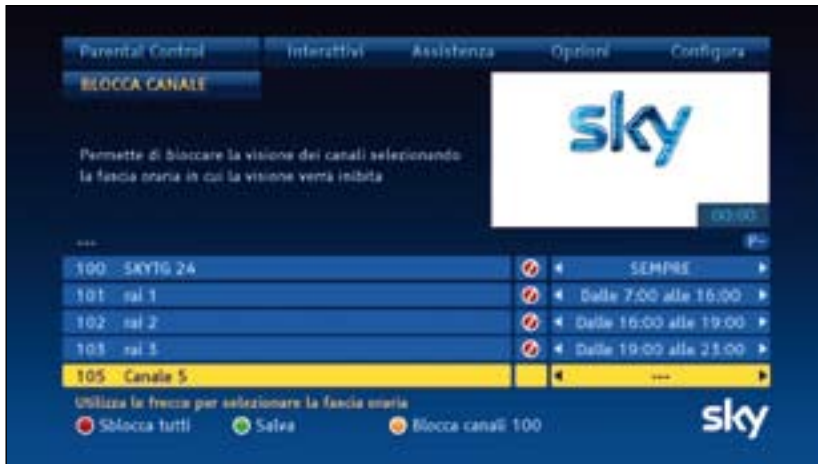 Parental Control Interattivi Assistenza Opzioni Configura
BLOCCA CANALE
sky
Permette di bloccare la visione dei canali selezionando
la fascia oraria in cui la visione verrà inibita
00:00
---
P-
100 SKYTG 24 SEMPRE
101 rai 1 Dalle 7:00 alle 16:00
102 rai 2 Dalle 16:00 alle 19:00
103 rai 3 Dalle 19:00 alle 23:00
105 Canale 5 ---
Utilizza le frecce per selezionare la fascia oraria
Sblocca tutti Salva Blocca canali 100
sky